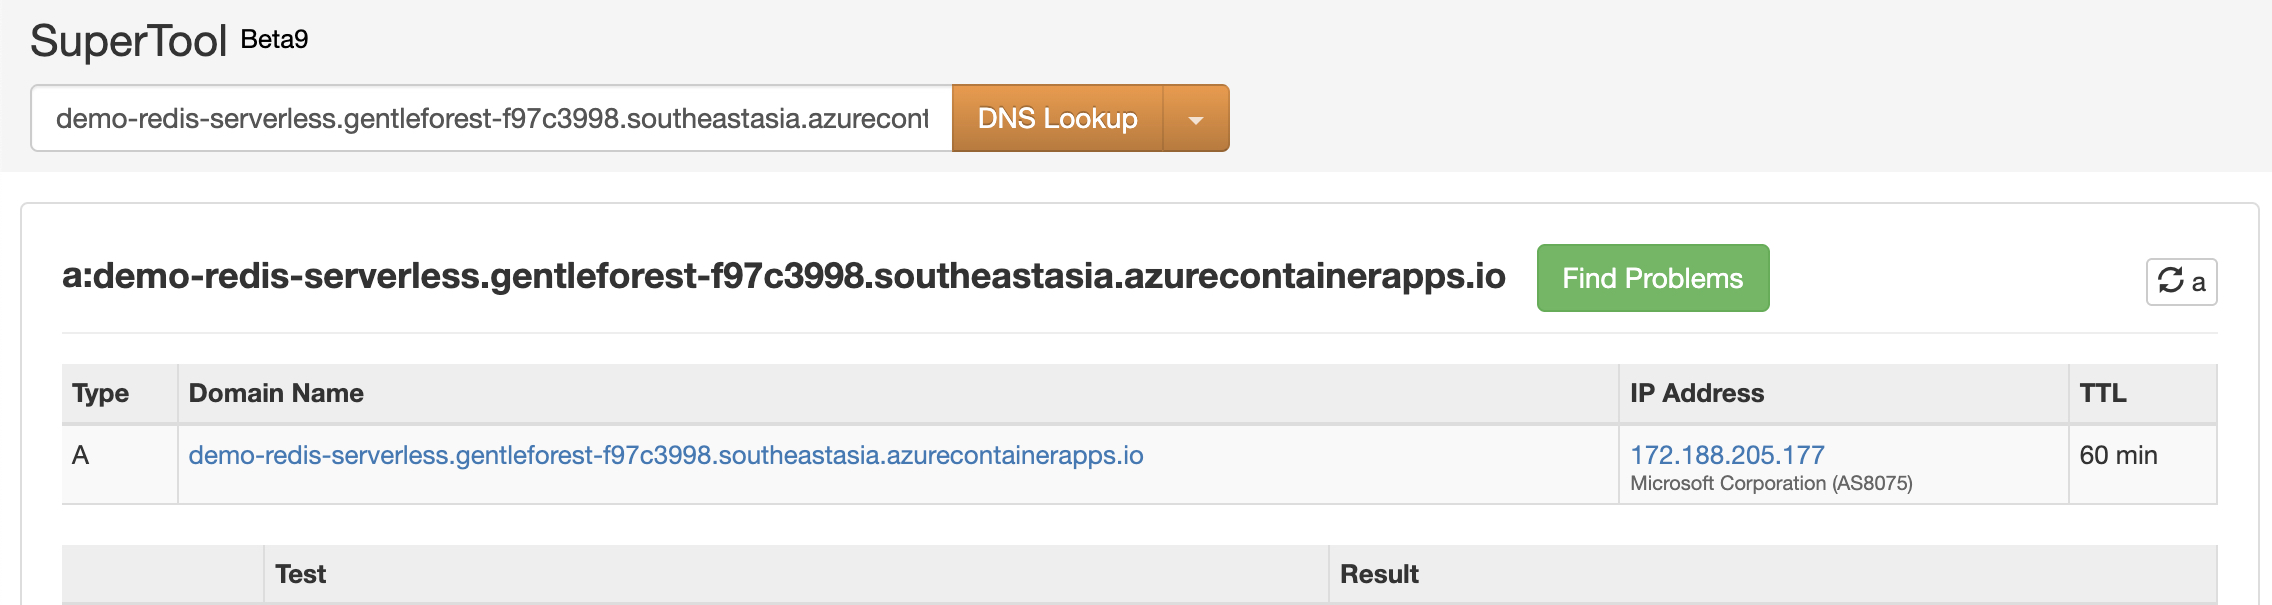 SuperTool Beta9
demo-redis-serverless.gentleforest-f97c3998.southeastasia.azurecont
DNS Lookup
a:demo-redis-serverless.gentleforest-f97c3998.southeastasia.azurecontainerapps.io
Find Problems
a
Type Domain Name IP Address TTL
A demo-redis-serverless.gentleforest-f97c3998.southeastasia.azurecontainerapps.io 172.188.205.177 60 min
Microsoft Corporation (AS8075)
Test Result